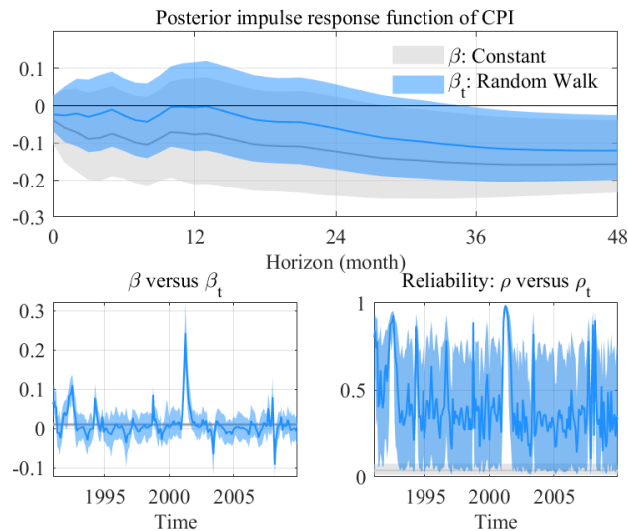 Posterior impulse response function of CPI
β: Constant
βt: Random Walk
0.1
0
-0.1
-0.2
-0.3
0 12 24 36 48
Horizon (month)
β versus βt
0.3
0.2
0.1
0
-0.1
1995 2000 2005
Time
Reliability: ρ versus ρt
1
0.5
0
1995 2000 2005
Time